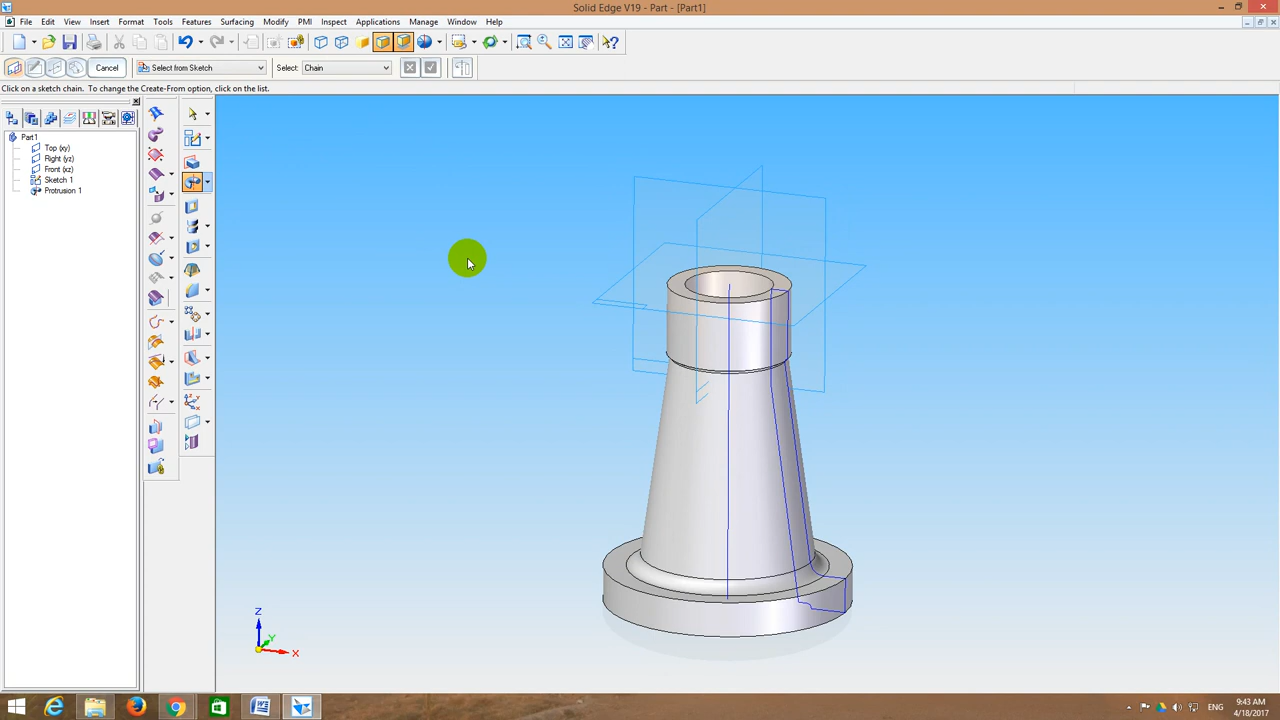 Solid Edge V19 - Part - [Part1]
File Edit View Insert Format Tools Features Surfacing Modify PMI Inspect Applications Manage Window Help
Cancel Select from Sketch Select: Chain
Click on a sketch chain. To change the Create-From option, click on the list.
Part1
Top (xy)
Right (yz)
Front (xz)
Sketch 1
Protrusion 1
Z
Y
X
ENG
9:43 AM
4/18/2017